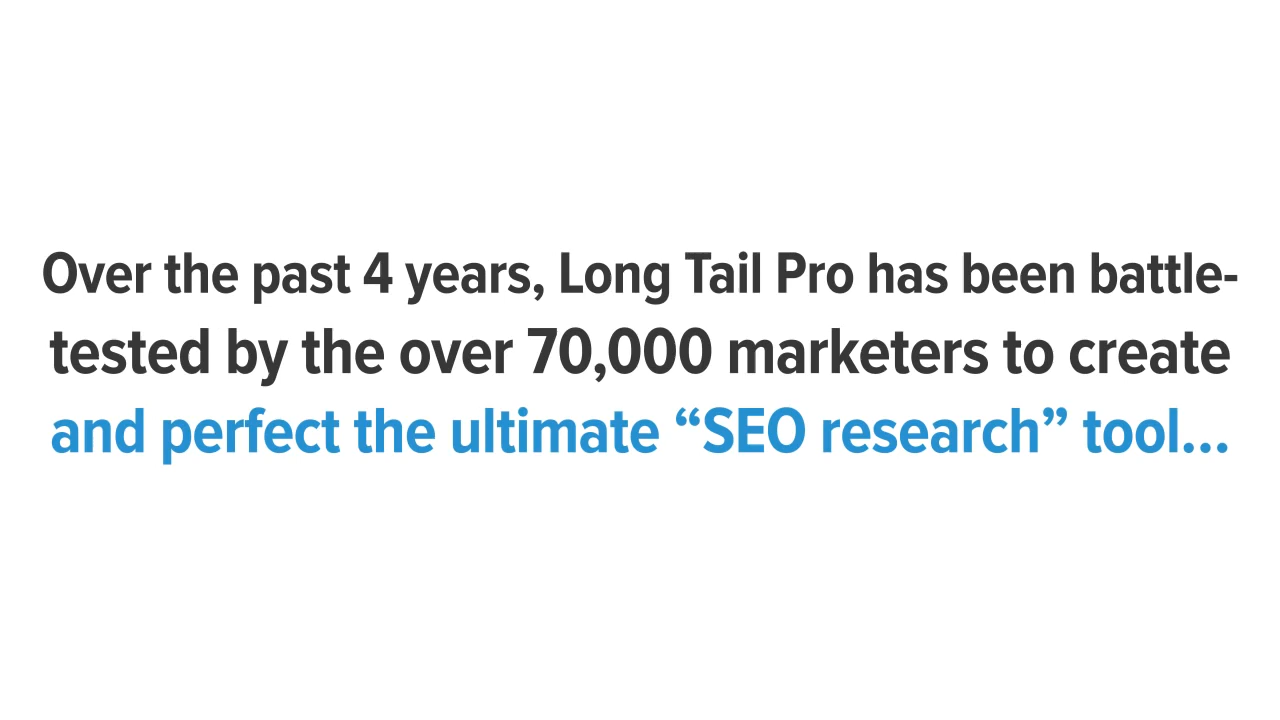 Over the past 4 years, Long Tail Pro has been battle-
tested by the over 70,000 marketers to create
and perfect the ultimate “SEO research” tool...